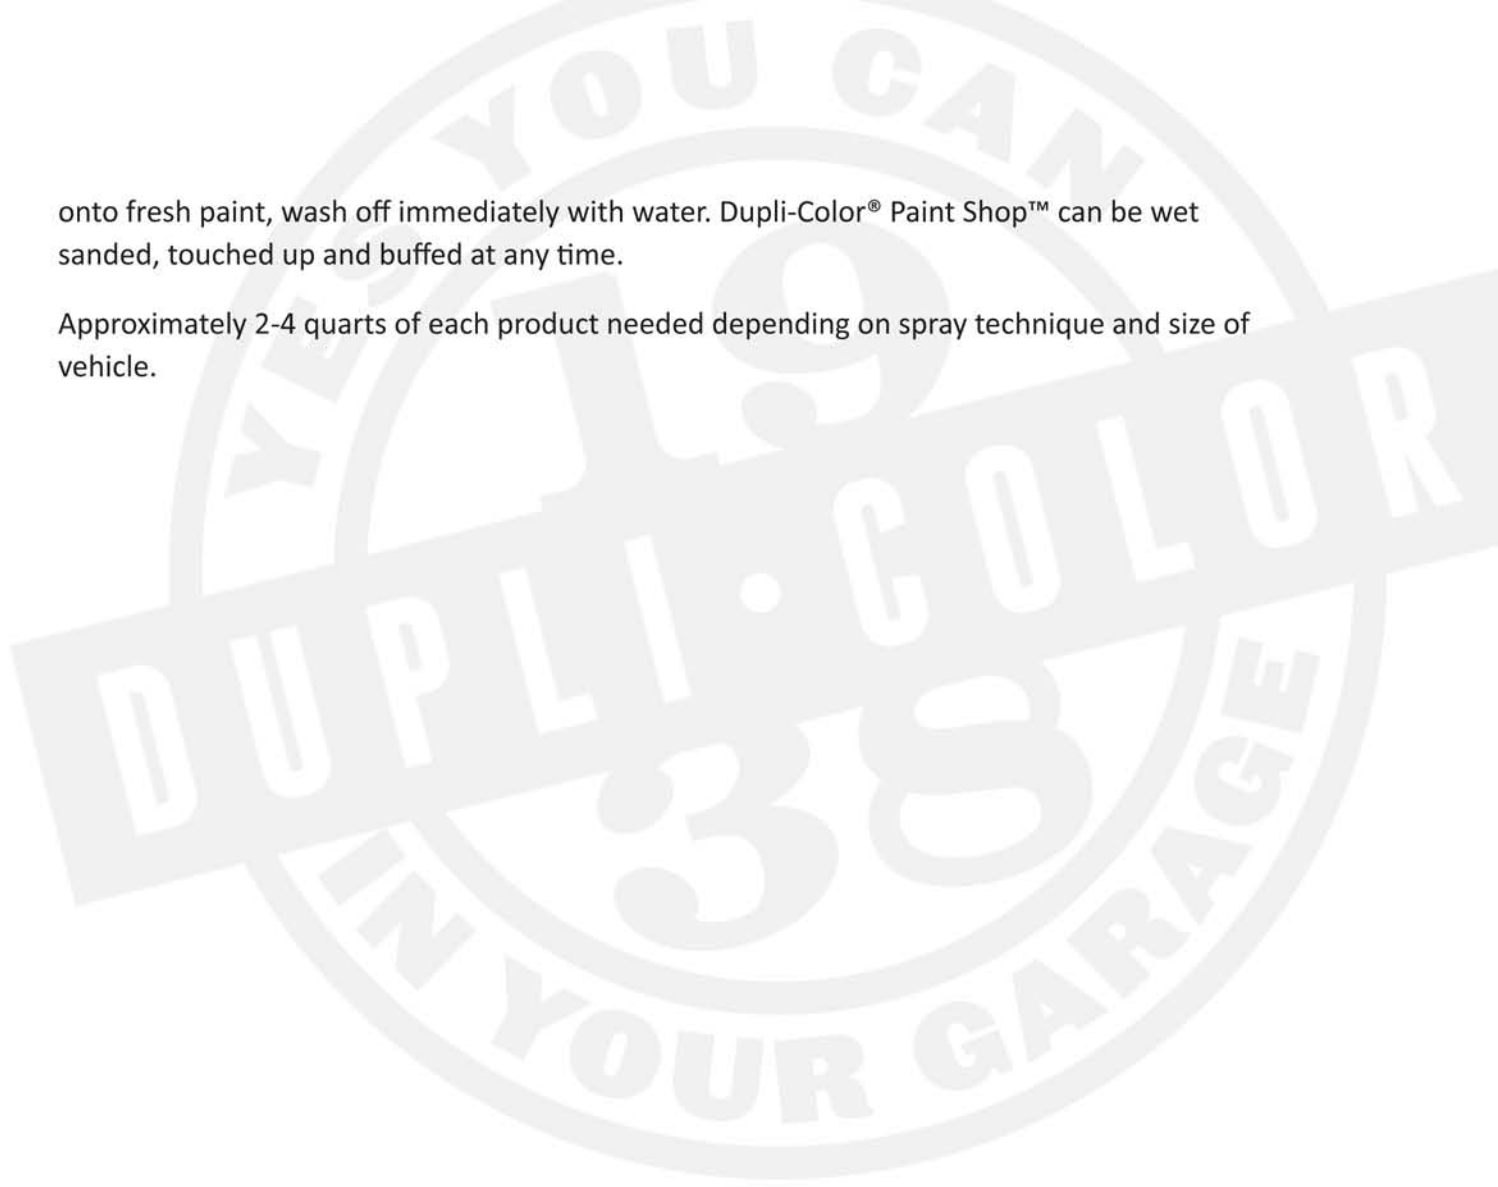 YES YOU CAN
onto fresh paint, wash off immediately with water. Dupli-Color® Paint Shop™ can be wet
sanded, touched up and buffed at any time.
Approximately 2-4 quarts of each product needed depending on spray technique and size of
vehicle.
19
DUPLI•COLOR
38
IN YOUR GARAGE